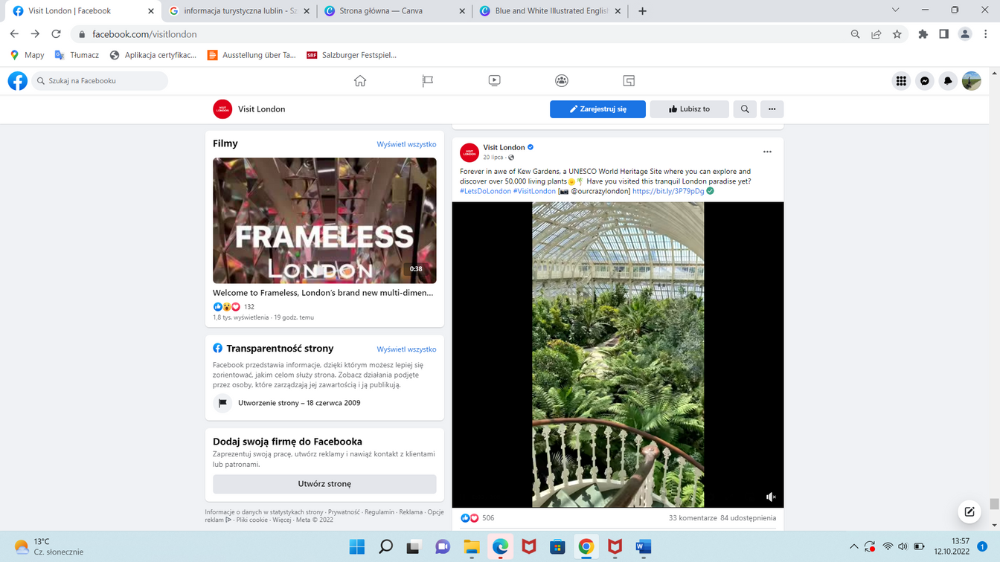 Visit London | Facebook
informacja turystyczna lublin - Sz
Strona główna — Canva
Blue and White Illustrated English
facebook.com/visitlondon
Mapy
Tłumacz
Aplikacja certyfikac...
Ausstellung über Ta...
SRF
Salzburger Festspiel...
Szukaj na Facebooku
VISIT LONDON
Visit London
Zarejestruj się
Lubisz to
Filmy
Wyświetl wszystko
FRAMELESS
LONDON
0:38
Welcome to Frameless, London's brand new multi-dimen...
132
1,8 tys. wyświetlenia · 19 godz. temu
Transparentność strony
Wyświetl wszystko
Facebook przedstawia informacje, dzięki którym możesz lepiej się
zorientować, jakim celom służy strona. Zobacz działania podjęte
przez osoby, które zarządzają jej zawartością i ją publikują.
Utworzenie strony – 18 czerwca 2009
Dodaj swoją firmę do Facebooka
Zaprezentuj swoją pracę, utwórz reklamy i nawiąż kontakt z klientami
lub patronami.
Utwórz stronę
Informacje o danych w statystykach strony · Prywatność · Regulamin · Reklama · Opcje
reklam · Pliki cookie · Więcej · Meta © 2022
VISIT LONDON
Visit London
20 lipca ·
Forever in awe of Kew Gardens, a UNESCO World Heritage Site where you can explore and
discover over 50,000 living plants🌞🌴 Have you visited this tranquil London paradise yet?
#LetsDoLondon #VisitLondon [📷 @ourcrazylondon] https://bit.ly/3P79pDg
506
33 komentarze 84 udostępnienia
13°C
Cz. słonecznie
13:57
12.10.2022
1